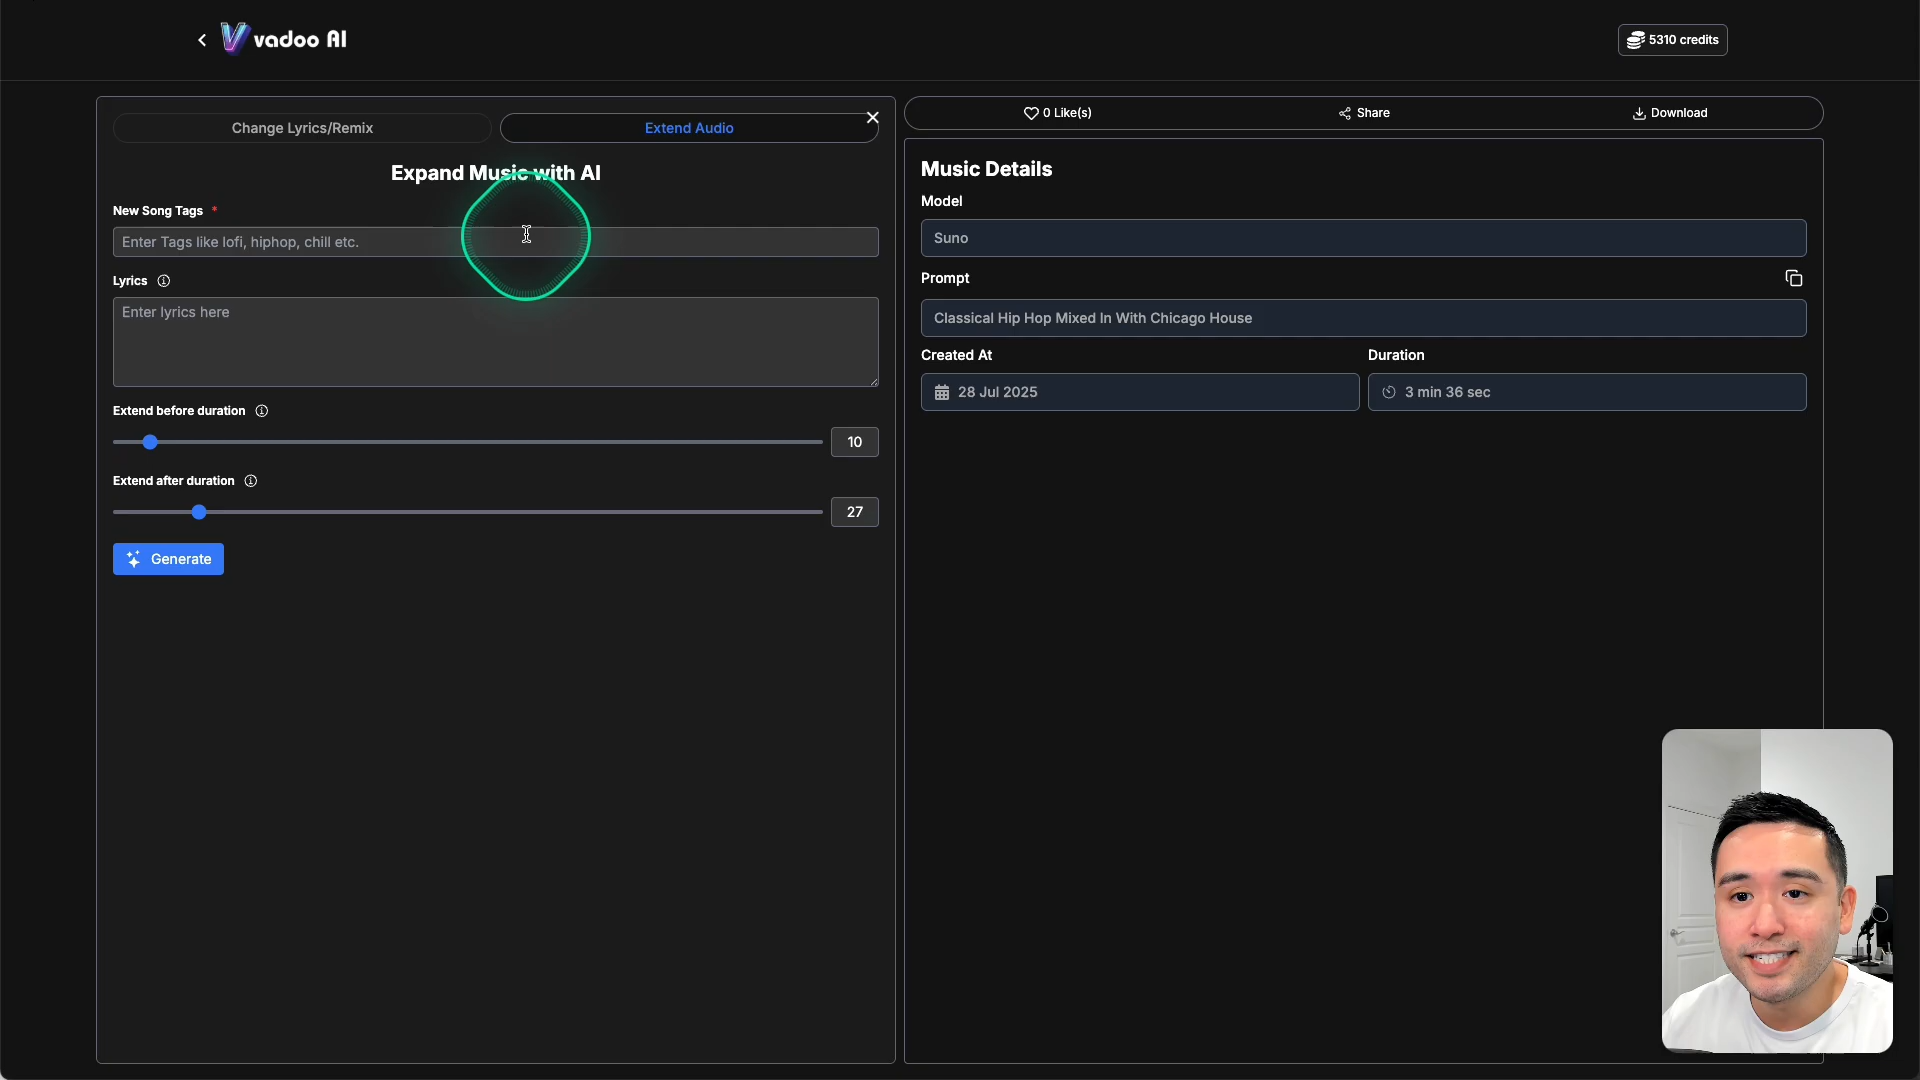 vadoo AI
5310 credits
Change Lyrics/Remix
Extend Audio
Expand Music with AI
New Song Tags *
Enter Tags like lofi, hiphop, chill etc.
Lyrics
Enter lyrics here
Extend before duration
10
Extend after duration
27
Generate
0 Like(s)
Share
Download
Music Details
Model
Suno
Prompt
Classical Hip Hop Mixed In With Chicago House
Created At
Duration
28 Jul 2025
3 min 36 sec